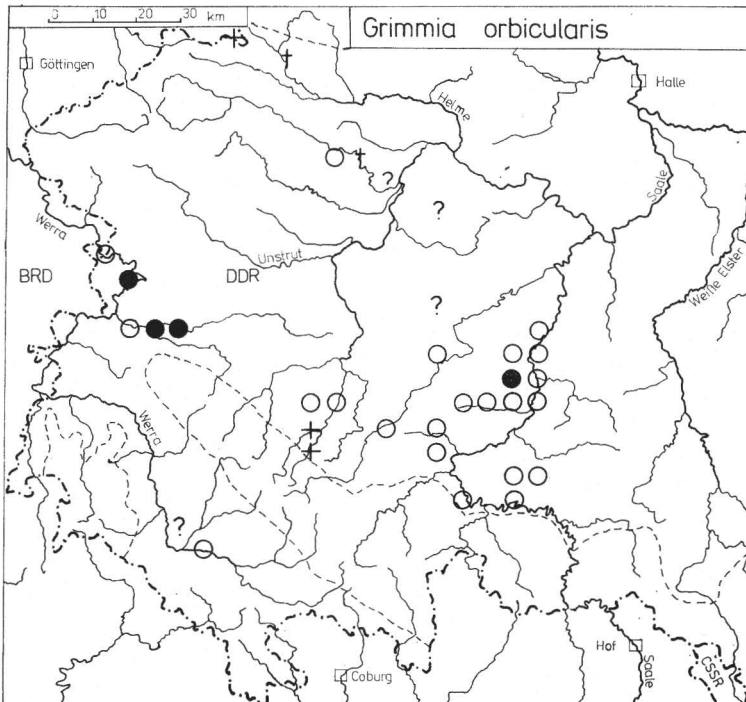 0 10 20 30 km
Grimmia orbicularis
Göttingen
Halle
Helme
?
Saale
?
Werra
Unstrut
BRD
DDR
Weiße Elster
?
Werra
?
Hof
Saale
CSSR
Coburg